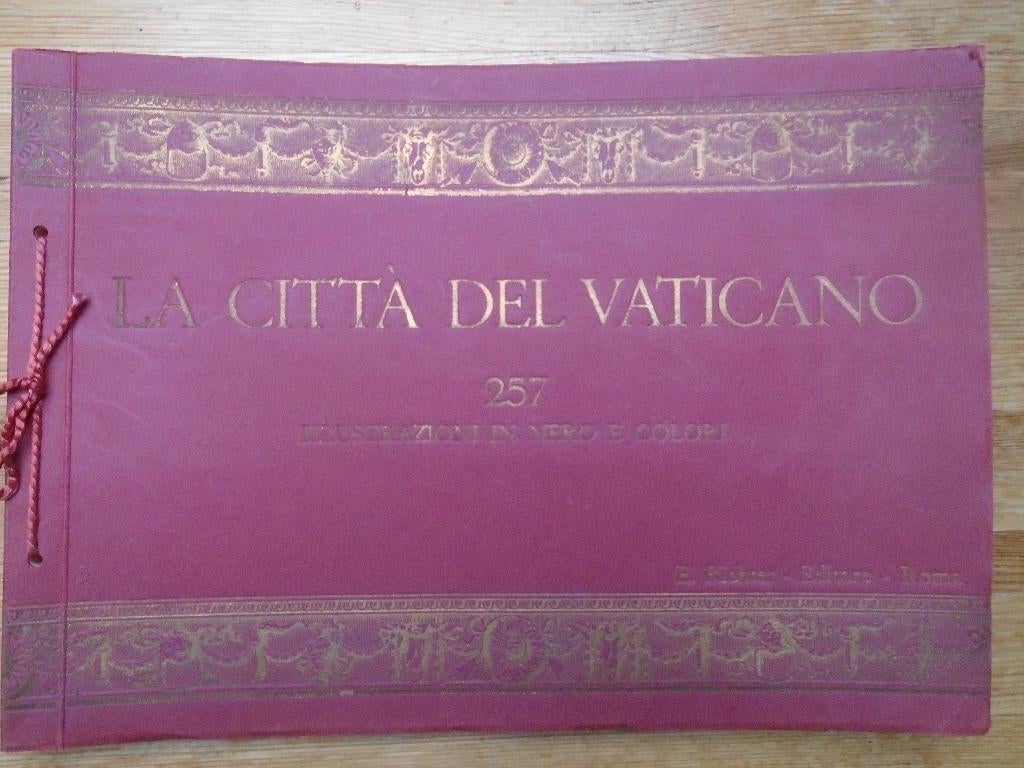 LA CITTÀ DEL VATICANO
257
ILLUSTRAZIONI IN NERO E COLORI
E. Richter - Editore - Roma